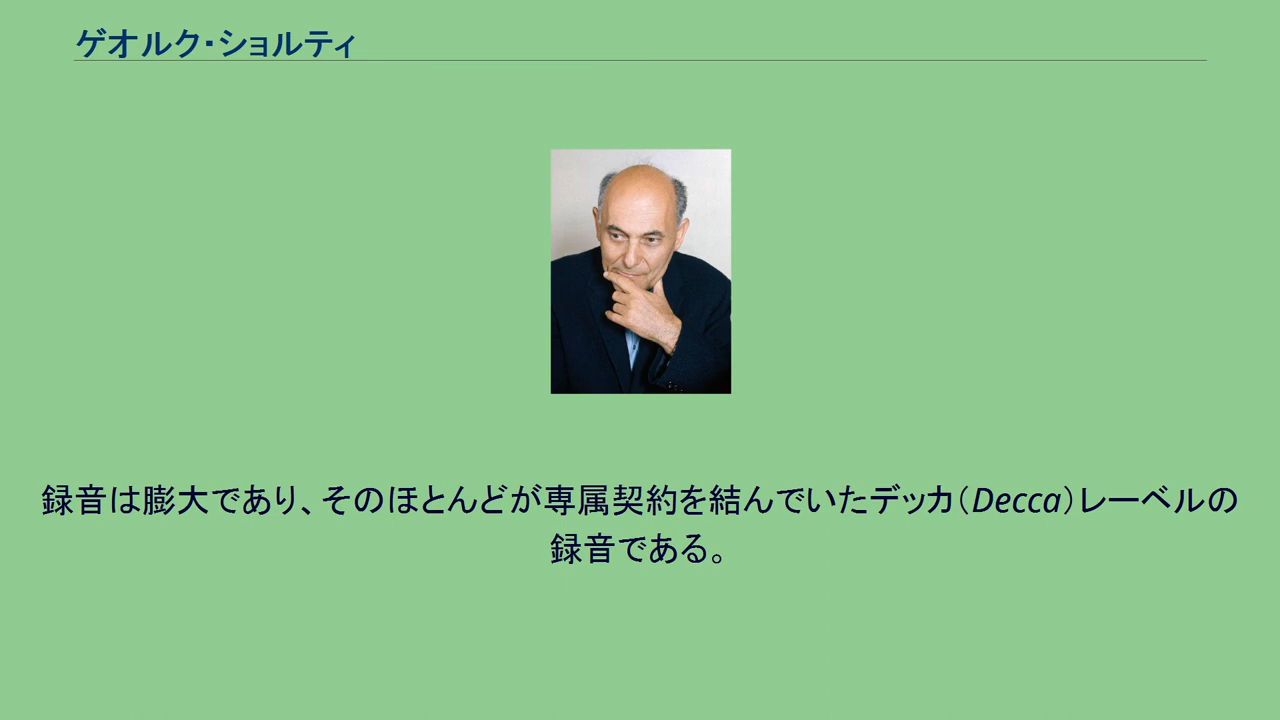 ゲオルク・ショルティ
録音は膨大であり、そのほとんどが専属契約を結んでいたデッカ（Decca）レーベルの
録音である。